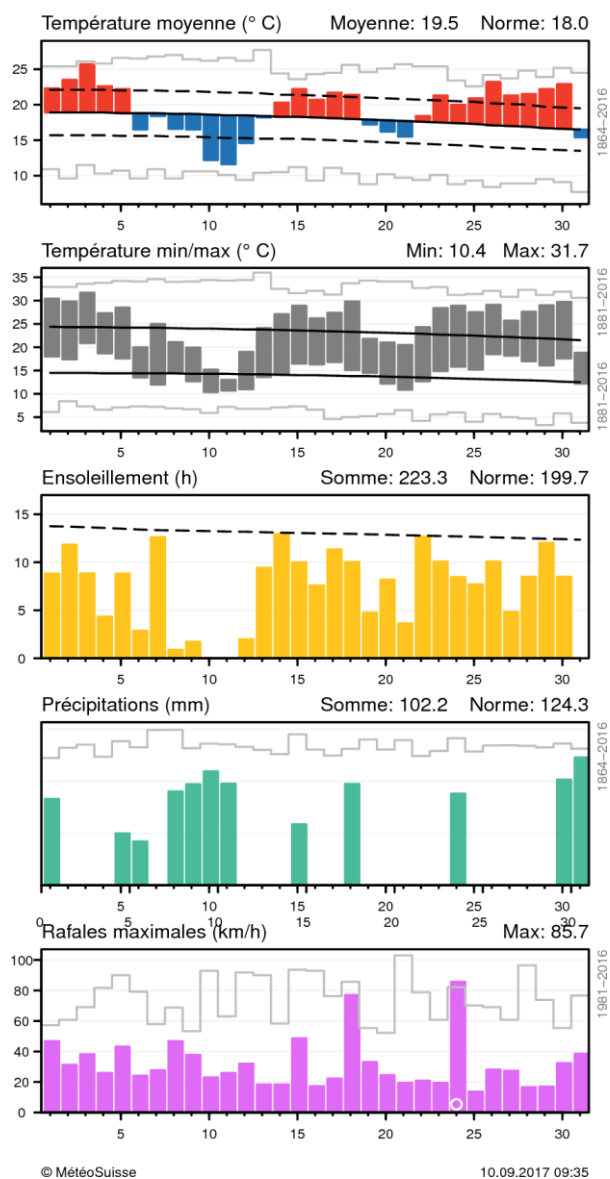 Température moyenne (° C) Moyenne: 19.5 Norme: 18.0
25
20
15
10
1864–2016
5 10 15 20 25 30
Température min/max (° C) Min: 10.4 Max: 31.7
35
30
25
20
15
10
5
1881–2016
1881–2016
5 10 15 20 25 30
Ensoleillement (h) Somme: 223.3 Norme: 199.7
15
10
5
0
5 10 15 20 25 30
Précipitations (mm) Somme: 102.2 Norme: 124.3
1864–2016
0 5 10 15 20 25 30
Rafales maximales (km/h) Max: 85.7
100
80
60
40
20
0
1981–2016
5 10 15 20 25 30
© MétéoSuisse 10.09.2017 09:35